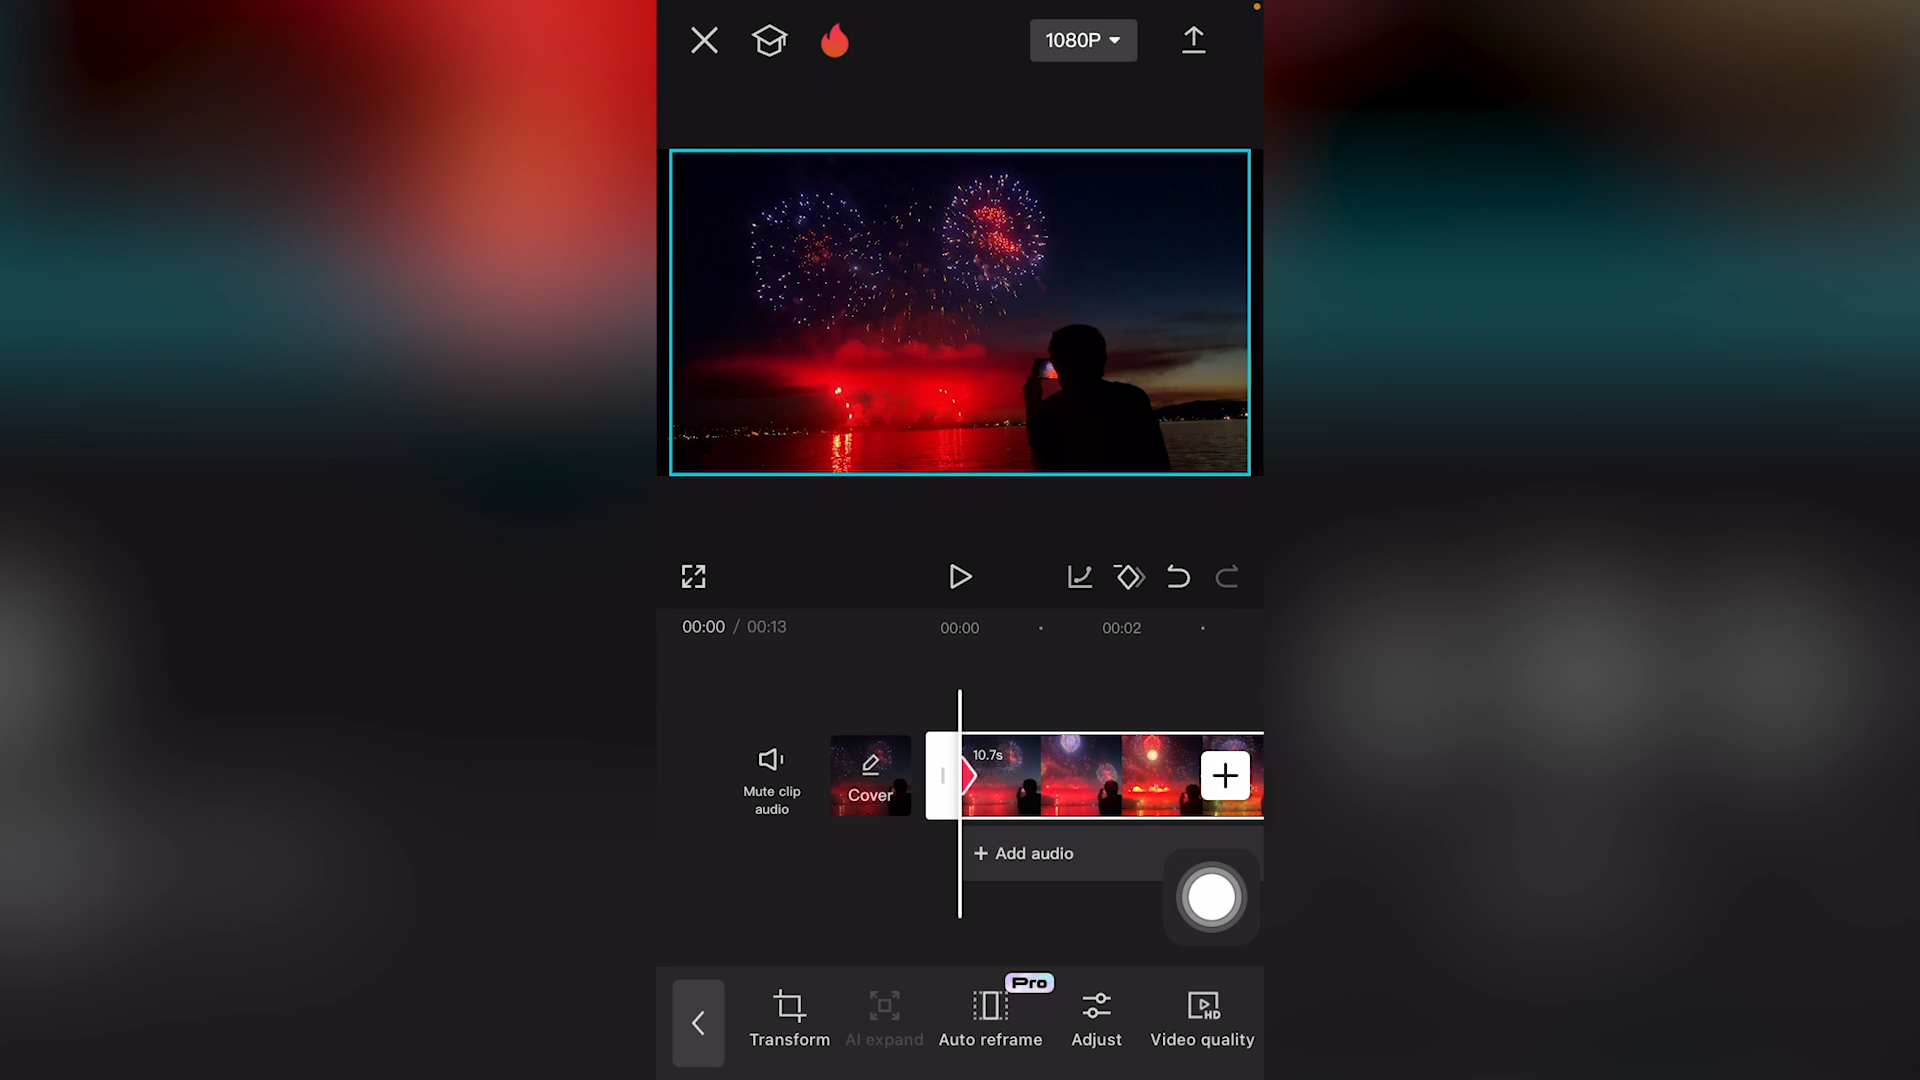 1080P
00:00 / 00:13
00:00
00:02
10.7s
Mute clip
audio
Cover
+ Add audio
Pro
Transform
AI expand
Auto reframe
Adjust
HD
Video quality